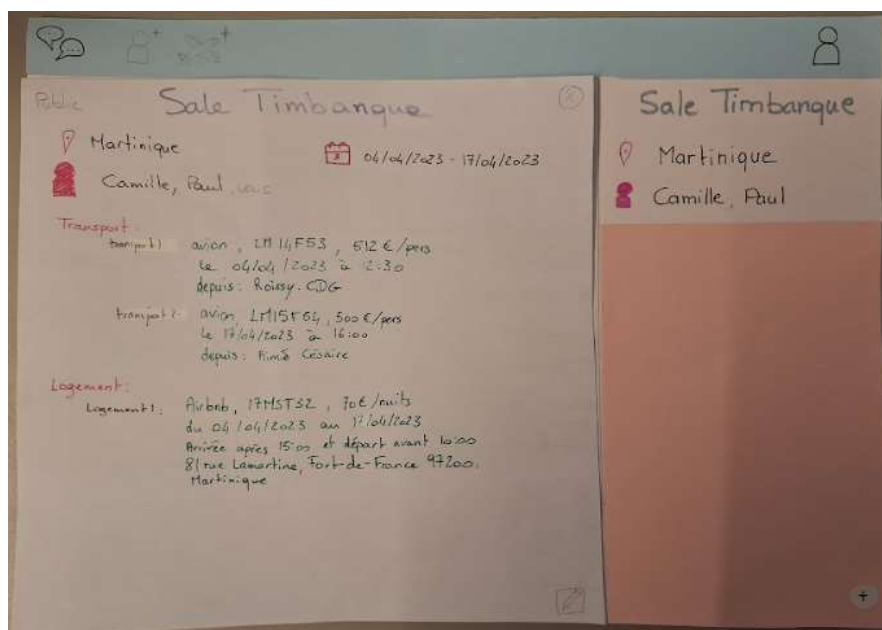 Public
Sale Timbanque
Martinique
04/04/2023 - 17/04/2023
Camille, Paul
Transport:
transport 1 avion, LM14F53, 512 €/pers
le 04/04/2023 à 12:30
depuis: Roissy-CDG
transport 2: avion LM15F64, 500 €/pers
le 17/04/2023 à 16:00
depuis: Aimé Césaire
Logement:
Logement 1: Airbnb, 17MST32, 70€/nuits
du 04/04/2023 au 17/04/2023
Arrivée après 15:00 et départ avant 10:00
81 rue Lamartine, Fort-de-France 97200,
Martinique
Sale Timbanque
Martinique
Camille, Paul